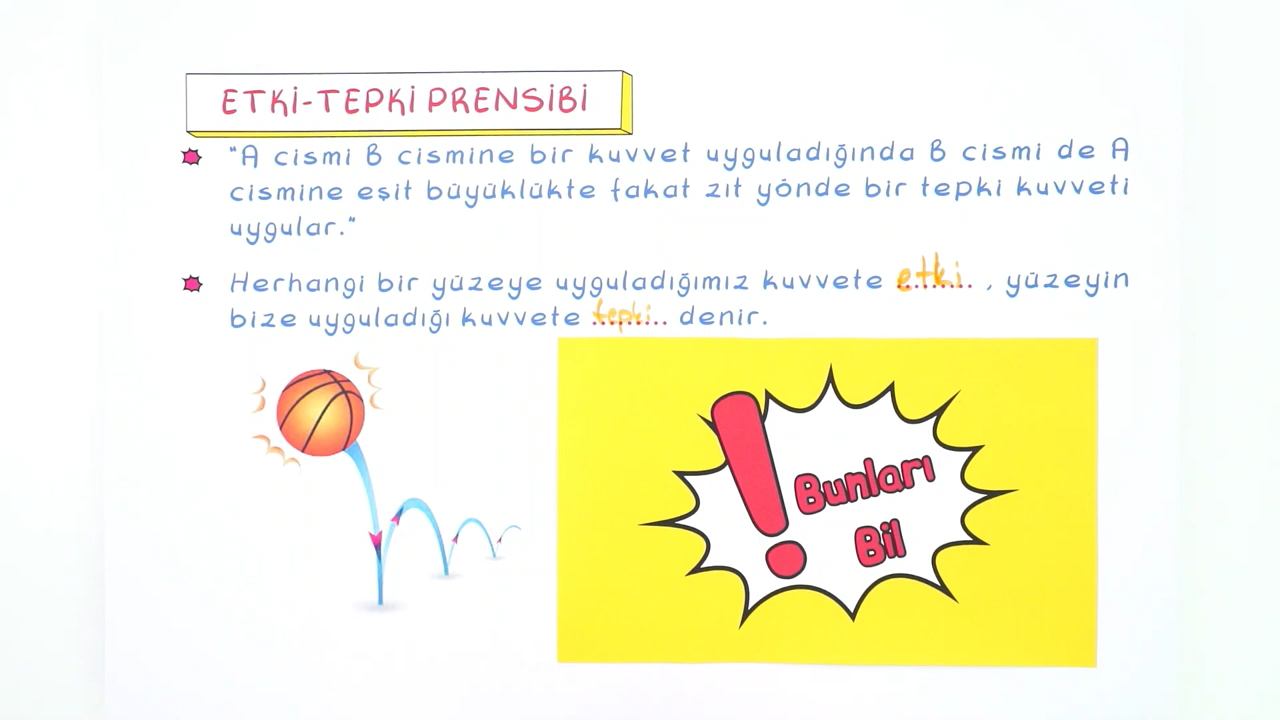 ETKİ-TEPKİ PRENSİBİ
"A cismi B cismine bir kuvvet uyguladığında B cismi de A
cismine eşit büyüklükte fakat zıt yönde bir tepki kuvveti
uygular."
Herhangi bir yüzeye uyguladığımız kuvvete etki , yüzeyin
bize uyguladığı kuvvete tepki denir.
Bunları
Bil